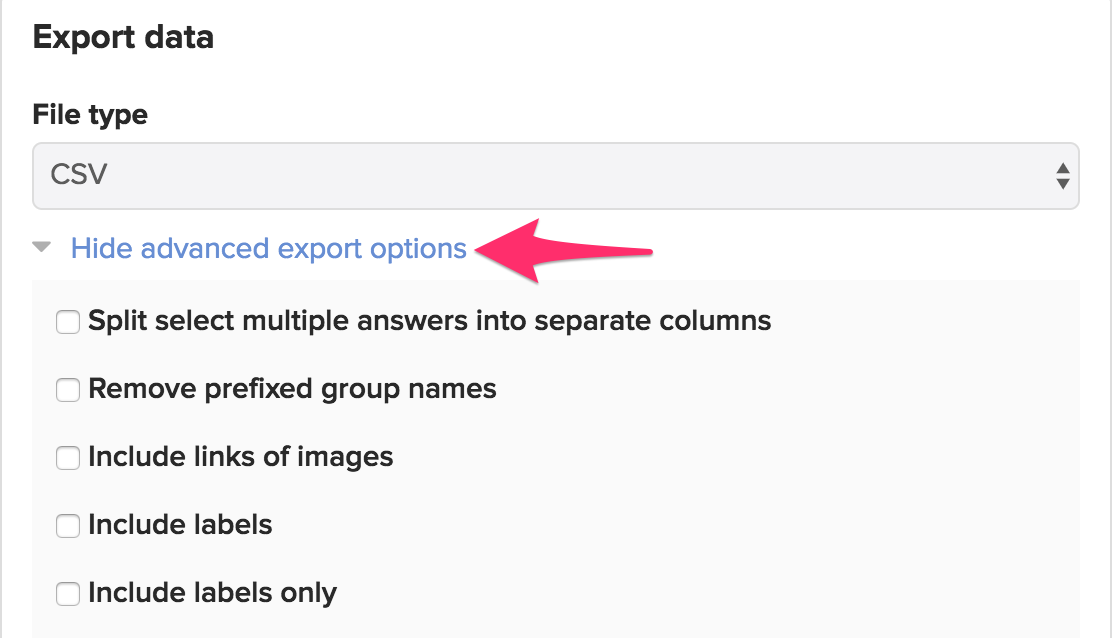 Export data
File type
CSV
Hide advanced export options
Split select multiple answers into separate columns
Remove prefixed group names
Include links of images
Include labels
Include labels only